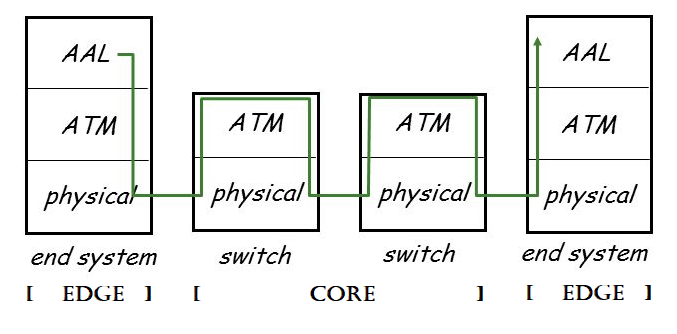 AAL
ATM
physical
end system
ATM
physical
switch
ATM
physical
switch
AAL
ATM
physical
end system
[ EDGE ]
[ CORE ]
[ EDGE ]